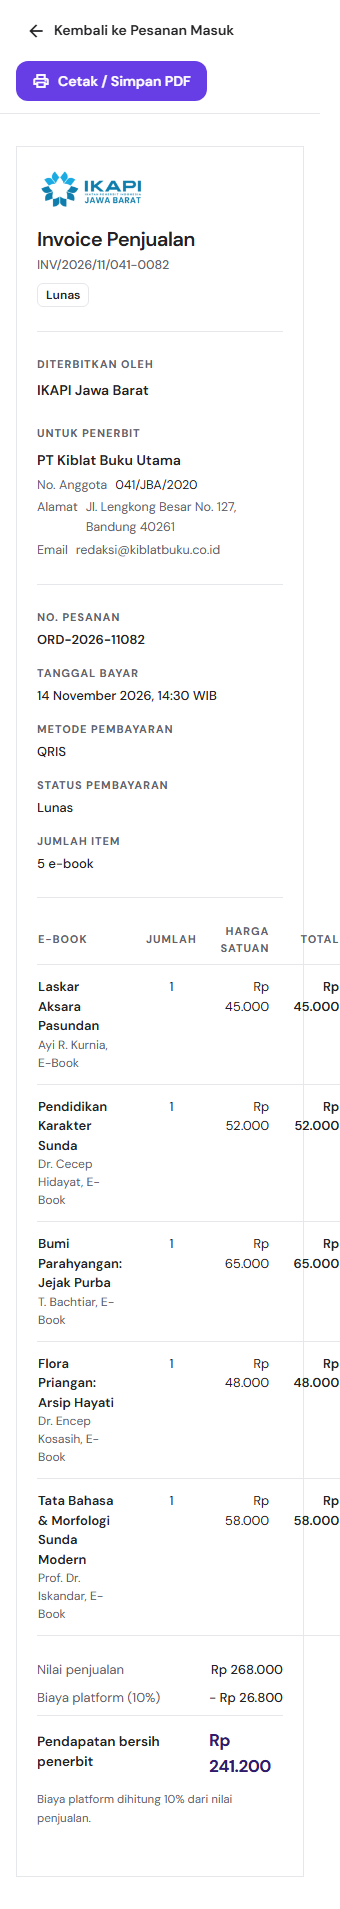 Kembali ke Pesanan Masuk
Cetak / Simpan PDF
IKAPI
JAWA BARAT
Invoice Penjualan
INV/2026/11/041-0082
Lunas
DITERBITKAN OLEH
IKAPI Jawa Barat
UNTUK PENERBIT
PT Kiblat Buku Utama
No. Anggota 041/JBA/2020
Alamat Jl. Lengkong Besar No. 127,
Bandung 40261
Email redaksi@kiblatbuku.co.id
NO. PESANAN
ORD-2026-11082
TANGGAL BAYAR
14 November 2026, 14:30 WIB
METODE PEMBAYARAN
QRIS
STATUS PEMBAYARAN
Lunas
JUMLAH ITEM
5 e-book
E-BOOK JUMLAH HARGA SATUAN TOTAL
Laskar 1 Rp Rp
Aksara 45.000 45.000
Pasundan
Ayi R. Kurnia,
E-Book
Pendidikan 1 Rp Rp
Karakter 52.000 52.000
Sunda
Dr. Cecep
Hidayat, E-
Book
Bumi 1 Rp Rp
Parahyangan: 65.000 65.000
Jejak Purba
T. Bachtiar, E-
Book
Flora 1 Rp Rp
Priangan: 48.000 48.000
Arsip Hayati
Dr. Encep
Kosasih, E-
Book
Tata Bahasa 1 Rp Rp
& Morfologi 58.000 58.000
Sunda
Modern
Prof. Dr.
Iskandar, E-
Book
Nilai penjualan Rp 268.000
Biaya platform (10%) - Rp 26.800
Pendapatan bersih Rp
penerbit 241.200
Biaya platform dihitung 10% dari nilai
penjualan.